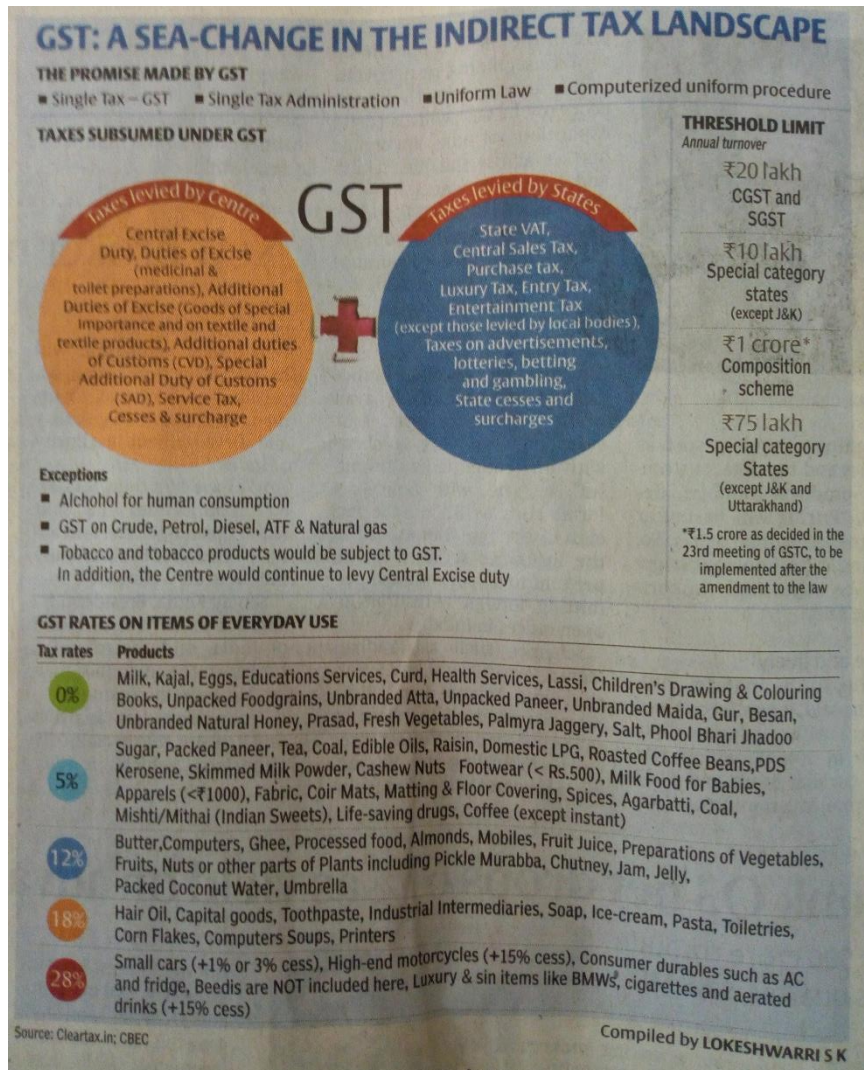 GST: A SEA-CHANGE IN THE INDIRECT TAX LANDSCAPE
THE PROMISE MADE BY GST
▪ Single Tax – GST ▪ Single Tax Administration ▪ Uniform Law ▪ Computerized uniform procedure
TAXES SUBSUMED UNDER GST
Taxes levied by Centre
Central Excise
Duty, Duties of Excise
(medicinal &
toilet preparations), Additional
Duties of Excise (Goods of Special
Importance and on textile and
textile products), Additional duties
of Customs (CVD), Special
Additional Duty of Customs
(SAD), Service Tax,
Cesses & surcharge
GST
Taxes levied by States
State VAT,
Central Sales Tax,
Purchase tax,
Luxury Tax, Entry Tax,
Entertainment Tax
(except those levied by local bodies),
Taxes on advertisements,
lotteries, betting
and gambling,
State cesses and
surcharges
THRESHOLD LIMIT
Annual turnover
₹20 lakh
CGST and
SGST
₹10 lakh
Special category
states
(except J&K)
₹1 crore*
Composition
scheme
₹75 lakh
Special category
States
(except J&K and
Uttarakhand)
*₹1.5 crore as decided in the
23rd meeting of GSTC, to be
implemented after the
amendment to the law
Exceptions
▪ Alchohol for human consumption
▪ GST on Crude, Petrol, Diesel, ATF & Natural gas
▪ Tobacco and tobacco products would be subject to GST.
In addition, the Centre would continue to levy Central Excise duty
GST RATES ON ITEMS OF EVERYDAY USE
Tax rates Products
0%
Milk, Kajal, Eggs, Educations Services, Curd, Health Services, Lassi, Children's Drawing & Colouring
Books, Unpacked Foodgrains, Unbranded Atta, Unpacked Paneer, Unbranded Maida, Gur, Besan,
Unbranded Natural Honey, Prasad, Fresh Vegetables, Palmyra Jaggery, Salt, Phool Bhari Jhadoo
5%
Sugar, Packed Paneer, Tea, Coal, Edible Oils, Raisin, Domestic LPG, Roasted Coffee Beans,PDS
Kerosene, Skimmed Milk Powder, Cashew Nuts Footwear (< Rs.500), Milk Food for Babies,
Apparels (<₹1000), Fabric, Coir Mats, Matting & Floor Covering, Spices, Agarbatti, Coal,
Mishti/Mithai (Indian Sweets), Life-saving drugs, Coffee (except instant)
12%
Butter,Computers, Ghee, Processed food, Almonds, Mobiles, Fruit Juice, Preparations of Vegetables,
Fruits, Nuts or other parts of Plants including Pickle Murabba, Chutney, Jam, Jelly,
Packed Coconut Water, Umbrella
18%
Hair Oil, Capital goods, Toothpaste, Industrial Intermediaries, Soap, Ice-cream, Pasta, Toiletries,
Corn Flakes, Computers Soups, Printers
28%
Small cars (+1% or 3% cess), High-end motorcycles (+15% cess), Consumer durables such as AC
and fridge, Beedis are NOT included here, Luxury & sin items like BMWs, cigarettes and aerated
drinks (+15% cess)
Source: Cleartax.in; CBEC
Compiled by LOKESHWARRI S K